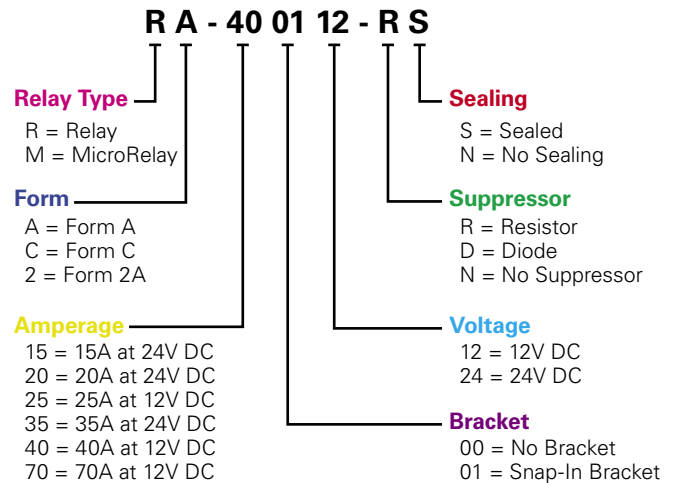 R A - 40 01 12 - R S
Relay Type
R = Relay
M = MicroRelay
Form
A = Form A
C = Form C
2 = Form 2A
Amperage
15 = 15A at 24V DC
20 = 20A at 24V DC
25 = 25A at 12V DC
35 = 35A at 24V DC
40 = 40A at 12V DC
70 = 70A at 12V DC
Sealing
S = Sealed
N = No Sealing
Suppressor
R = Resistor
D = Diode
N = No Suppressor
Voltage
12 = 12V DC
24 = 24V DC
Bracket
00 = No Bracket
01 = Snap-In Bracket